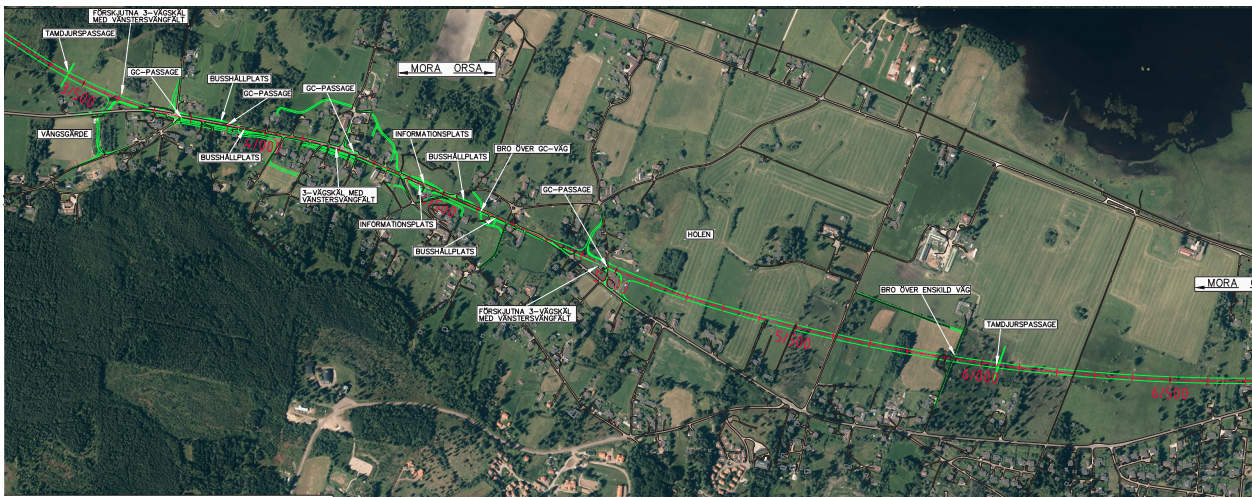 FÖRSKJUTNA 3-VÄGSKÄL
MED VÄNSTERSVÄNGFÄLT
TAMDJURSPASSAGE
GC-PASSAGE
BUSSHÅLLPLATS
GC-PASSAGE
GC-PASSAGE
MORA ORSA
VÅNGSGÄRDE
BUSSHÅLLPLATS
INFORMATIONSPLATS
BUSSHÅLLPLATS
BRO ÖVER GC-VÄG
3-VÄGSKÄL MED
VÄNSTERSVÄNGFÄLT
GC-PASSAGE
INFORMATIONSPLATS
BUSSHÅLLPLATS
HOLEN
FÖRSKJUTNA 3-VÄGSKÄL
MED VÄNSTERSVÄNGFÄLT
BRO ÖVER ENSKILD VÄG
MORA
TAMDJURSPASSAGE